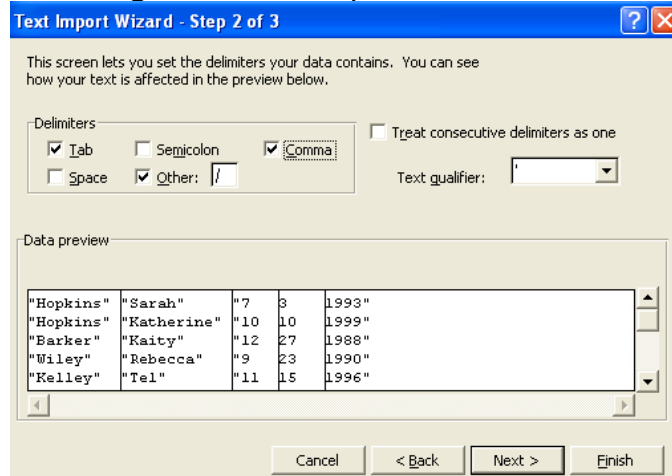 Text Import Wizard - Step 2 of 3
This screen lets you set the delimiters your data contains. You can see
how your text is affected in the preview below.
Delimiters
Tab Semicolon Comma
Space Other: /
Treat consecutive delimiters as one
Text qualifier: '
Data preview
"Hopkins" "Sarah" "7 3 1993"
"Hopkins" "Katherine" "10 10 1999"
"Barker" "Kaity" "12 27 1988"
"Wiley" "Rebecca" "9 23 1990"
"Kelley" "Tel" "11 15 1996"
Cancel < Back Next > Finish